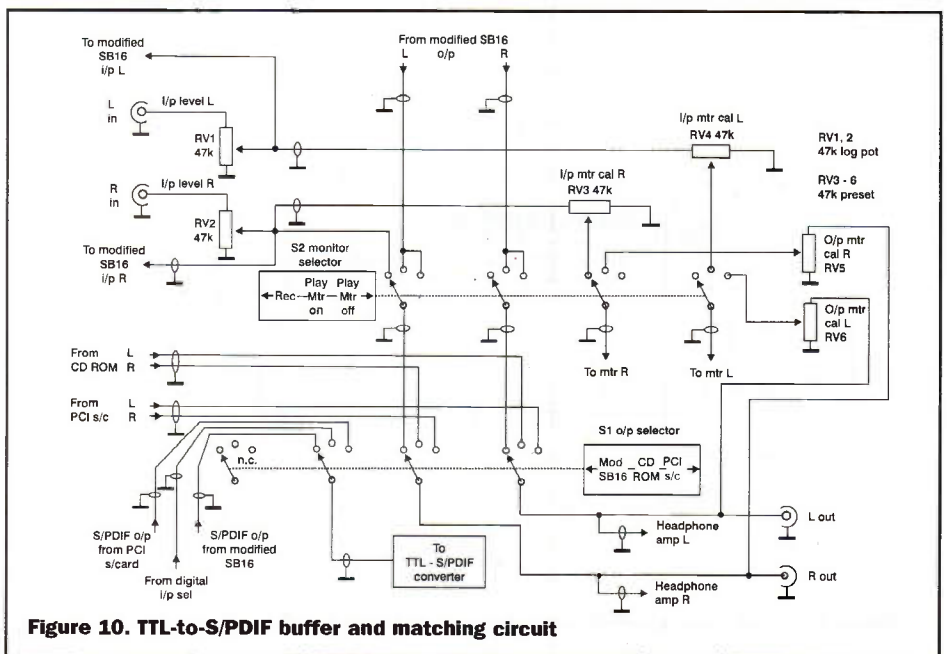 To modified
SB16
i/p L
From modified SB16
L o/p R
L
in
I/p level L
RV1
47k
I/p mtr cal L
RV4 47k
RV1, 2
47k log pot
RV3 - 6
47k preset
R
in
I/p level R
RV2
47k
I/p mtr cal R
RV3 47k
To modified
SB16
i/p R
S2 monitor
selector
Play Play
Rec Mtr Mtr
on off
O/p mtr
cal R
RV5
O/p mtr
cal L
RV6
To mtr R
To mtr L
From L
CD ROM R
From L
PCI s/c R
n.c.
S1 o/p selector
Mod CD PCI
SB16 ROM s/c
S/PDIF o/p
from PCI
s/card
From digital
i/p sel
S/PDIF o/p
from modified
SB16
To
TTL - S/PDIF
converter
Headphone
amp L
L out
Headphone
amp R
R out
Figure 10. TTL-to-S/PDIF buffer and matching circuit